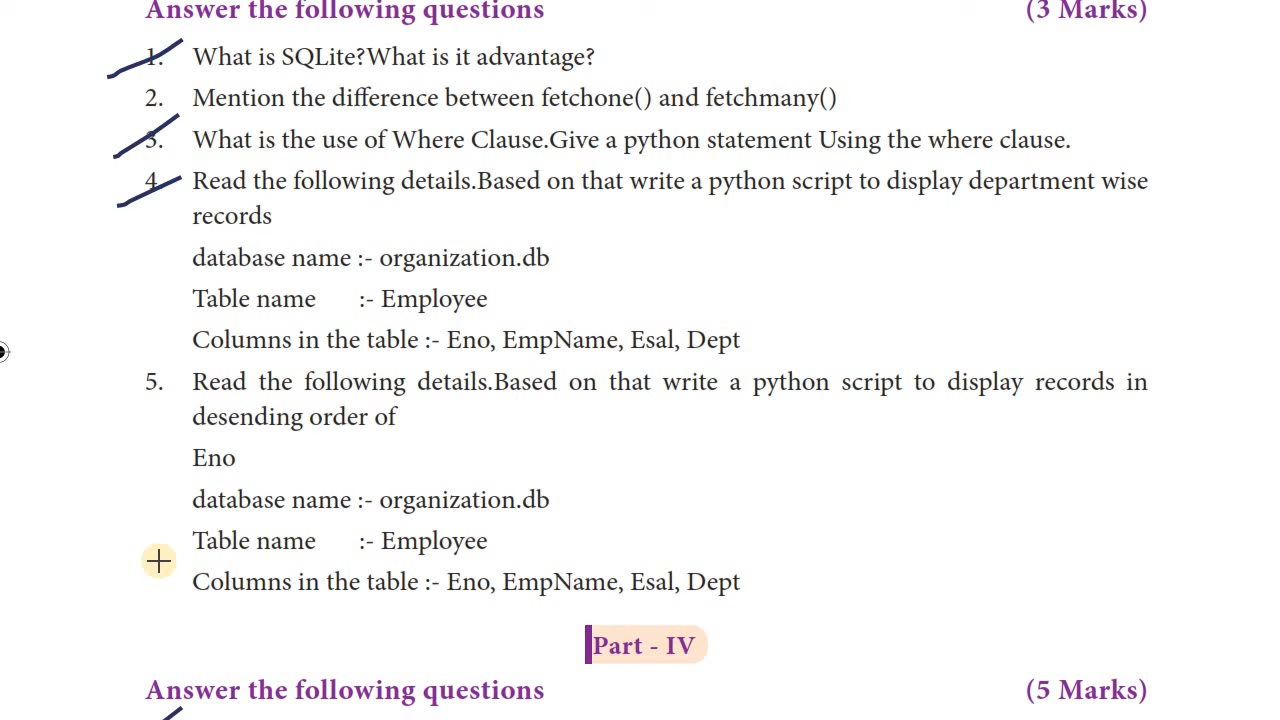 Answer the following questions (3 Marks)
1. What is SQLite?What is it advantage?
2. Mention the difference between fetchone() and fetchmany()
3. What is the use of Where Clause.Give a python statement Using the where clause.
4. Read the following details.Based on that write a python script to display department wise
records
database name :- organization.db
Table name :- Employee
Columns in the table :- Eno, EmpName, Esal, Dept
5. Read the following details.Based on that write a python script to display records in
desending order of
Eno
database name :- organization.db
Table name :- Employee
Columns in the table :- Eno, EmpName, Esal, Dept
Part - IV
Answer the following questions (5 Marks)